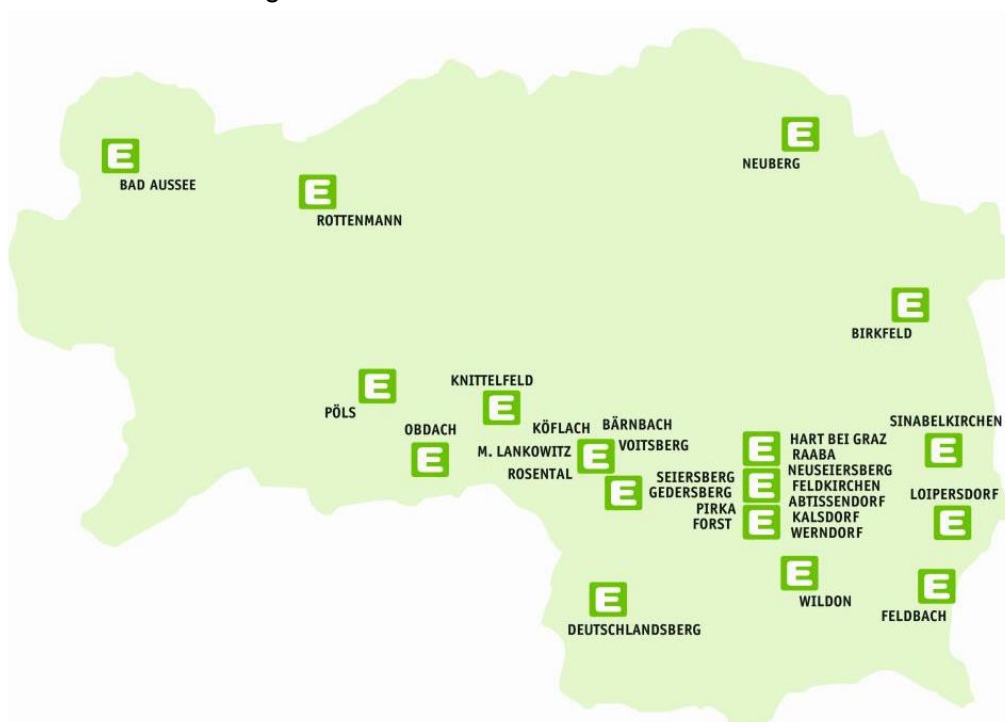 E
NEUBERG
E
BAD AUSSEE
E
ROTTENMANN
E
BIRKFELD
E
PÖLS
KNITTELFELD
E
OBDACH
E
KÖFLACH
BÄRNBACH
M. LANKOWITZ
E
VOITSBERG
ROSENTAL
E
SEIERSBERG
GEDERSBERG
PIRKA
FORST
E
E
E
HART BEI GRAZ
RAABA
NEUSEIERSBERG
FELDKIRCHEN
ABTISSENDORF
KALSDORF
WERNDORF
SINABELKIRCHEN
E
LOIPERSDORF
E
E
WILDON
E
FELDBACH
E
DEUTSCHLANDSBERG